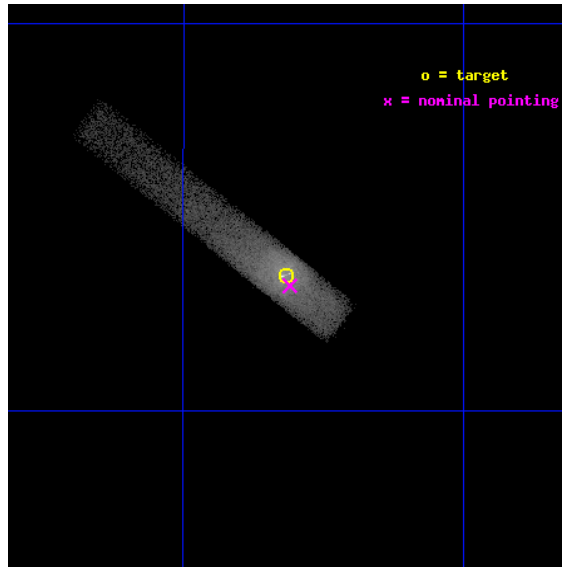 o = target
x = nominal pointing